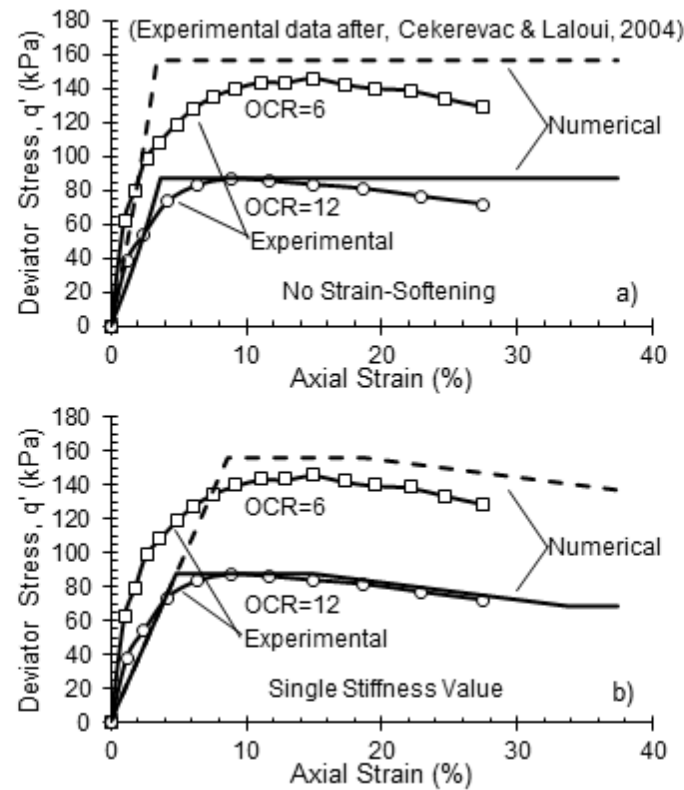 180
(Experimental data after, Cekerevac & Laloui, 2004)
160
140
120
100
80
60
40
20
0
Deviator Stress, q' (kPa)
OCR=6
Numerical
OCR=12
Experimental
No Strain-Softening
a)
0 10 20 30 40
Axial Strain (%)
180
160
140
120
100
80
60
40
20
0
Deviator Stress, q' (kPa)
OCR=6
Numerical
OCR=12
Experimental
Single Stiffness Value
b)
0 10 20 30 40
Axial Strain (%)